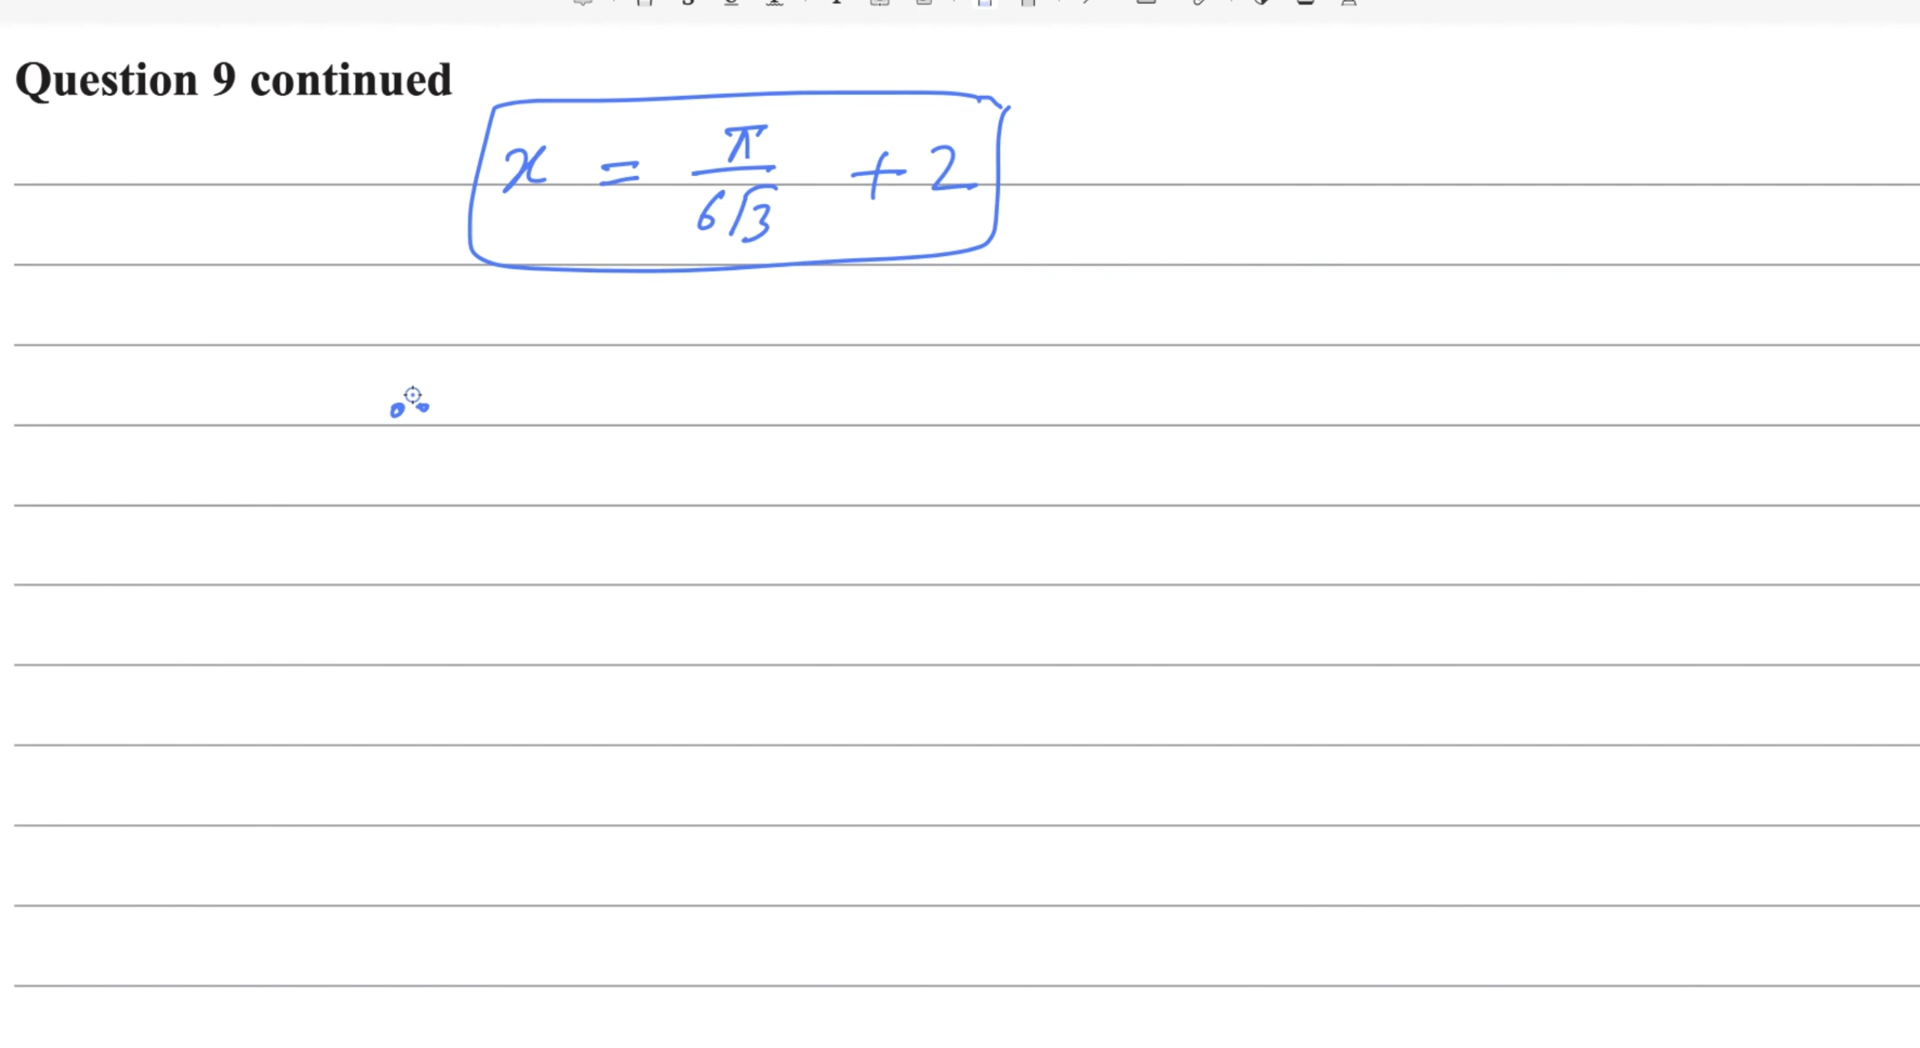 Question 9 continued
x = π/6√3 + 2